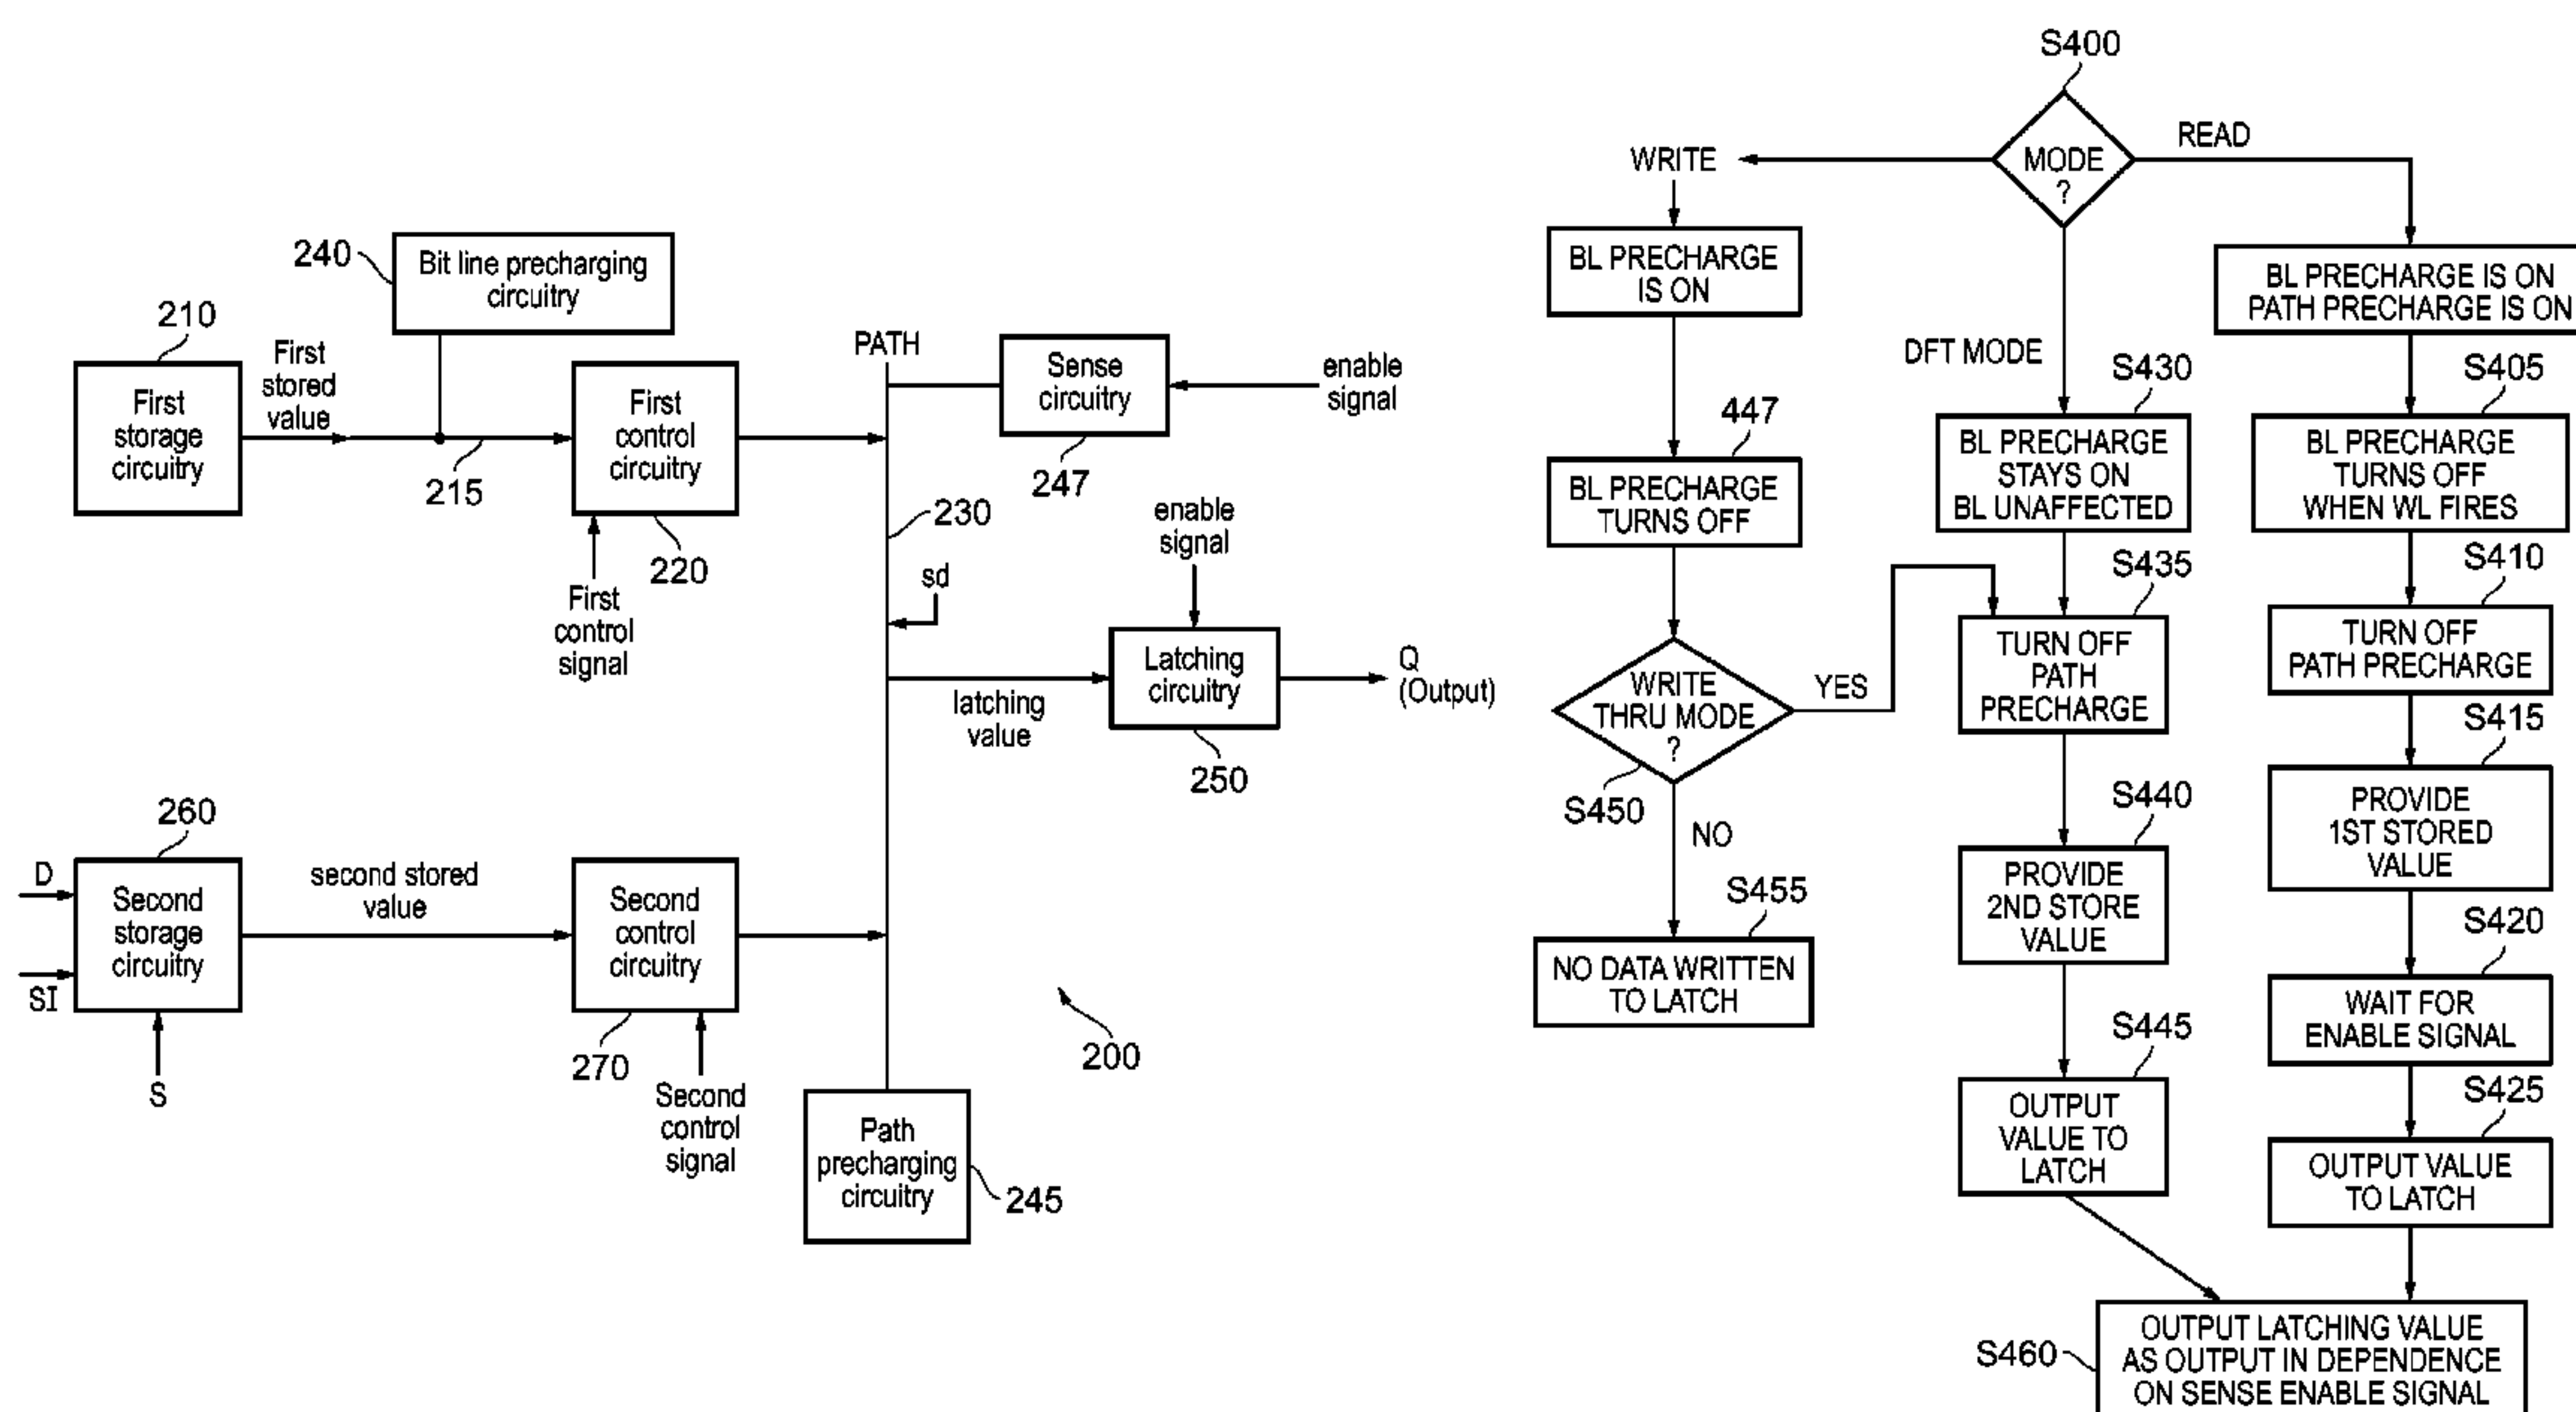 240
Bit line precharging
circuitry
210
First
storage
circuitry
First
stored
value
215
First
control
circuitry
220
First
control
signal
PATH
Sense
circuitry
247
enable
signal
230
sd
enable
signal
latching
value
Latching
circuitry
250
Q
(Output)
260
D
SI
S
Second
storage
circuitry
second stored
value
Second
control
circuitry
270
Second
control
signal
Path
precharging
circuitry
245
200
S400
MODE
?
READ
WRITE
BL PRECHARGE
IS ON
447
BL PRECHARGE
TURNS OFF
WRITE
THRU MODE
?
S450
YES
NO
S455
NO DATA WRITTEN
TO LATCH
DFT MODE
S430
BL PRECHARGE
STAYS ON
BL UNAFFECTED
S435
TURN OFF
PATH
PRECHARGE
S440
PROVIDE
2ND STORE
VALUE
S445
OUTPUT
VALUE TO
LATCH
BL PRECHARGE IS ON
PATH PRECHARGE IS ON
S405
BL PRECHARGE
TURNS OFF
WHEN WL FIRES
S410
TURN OFF
PATH PRECHARGE
S415
PROVIDE
1ST STORED
VALUE
S420
WAIT FOR
ENABLE SIGNAL
S425
OUTPUT VALUE
TO LATCH
S460
OUTPUT LATCHING VALUE
AS OUTPUT IN DEPENDENCE
ON SENSE ENABLE SIGNAL